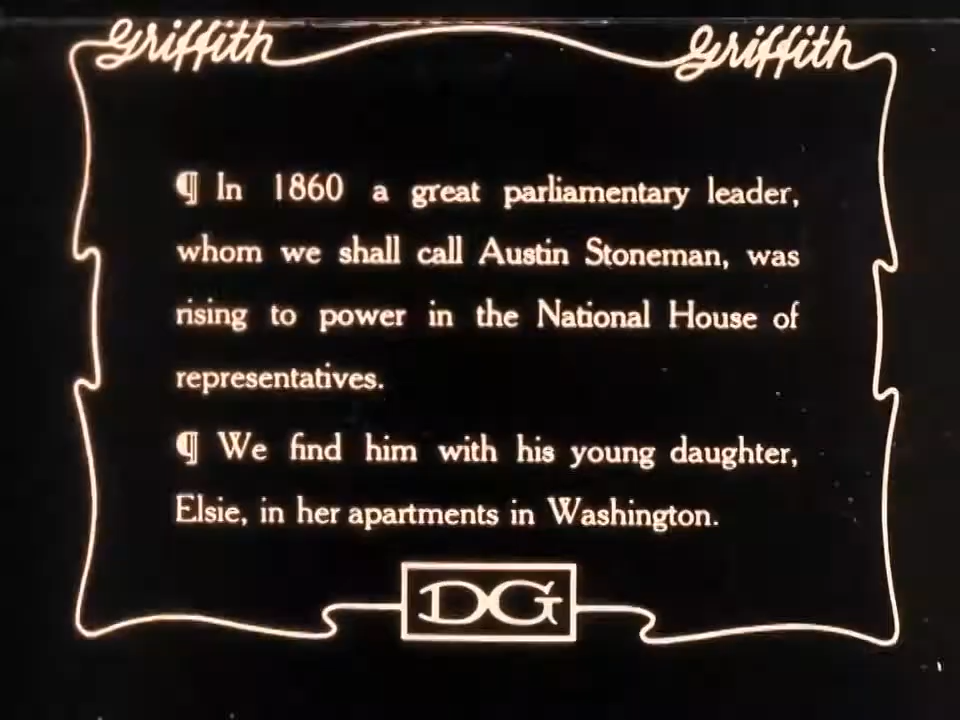 Griffith Griffith
¶ In 1860 a great parliamentary leader,
whom we shall call Austin Stoneman, was
rising to power in the National House of
representatives.
¶ We find him with his young daughter,
Elsie, in her apartments in Washington.
DG